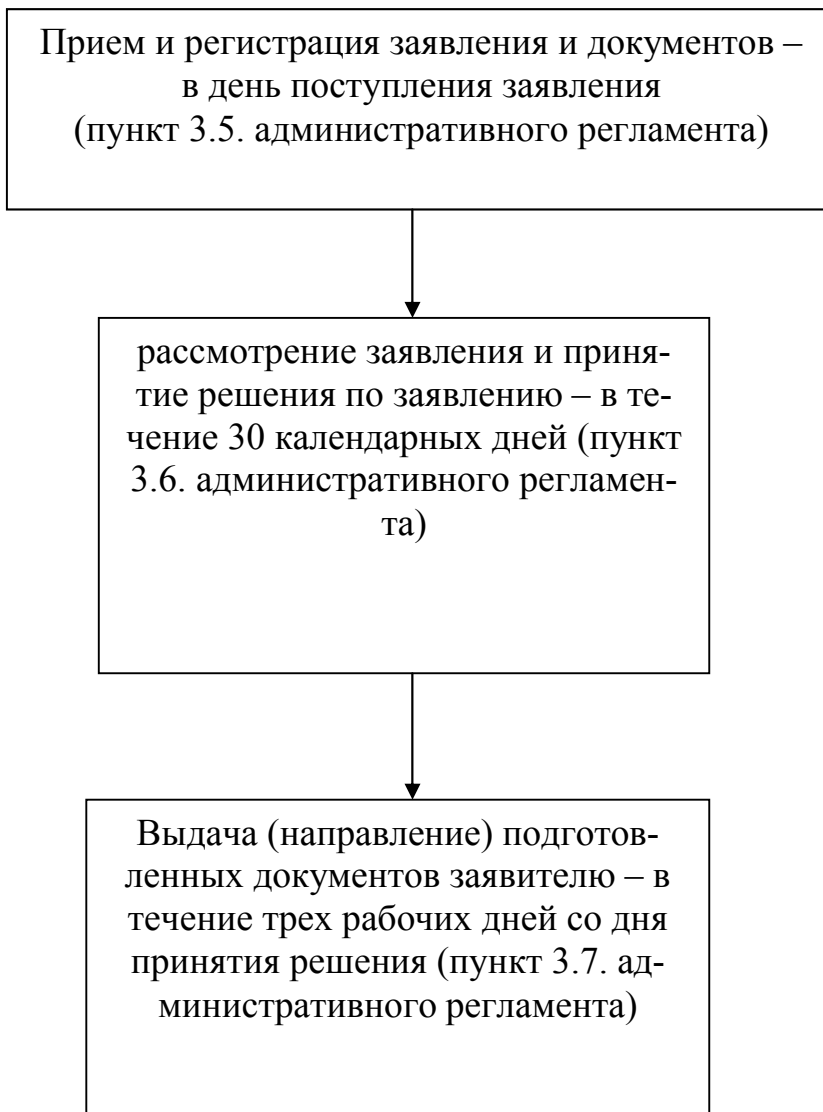 Прием и регистрация заявления и документов –
в день поступления заявления
(пункт 3.5. административного регламента)
рассмотрение заявления и приня-
тие решения по заявлению – в те-
чение 30 календарных дней (пункт
3.6. административного регламен-
та)
Выдача (направление) подготов-
ленных документов заявителю – в
течение трех рабочих дней со дня
принятия решения (пункт 3.7. ад-
министративного регламента)